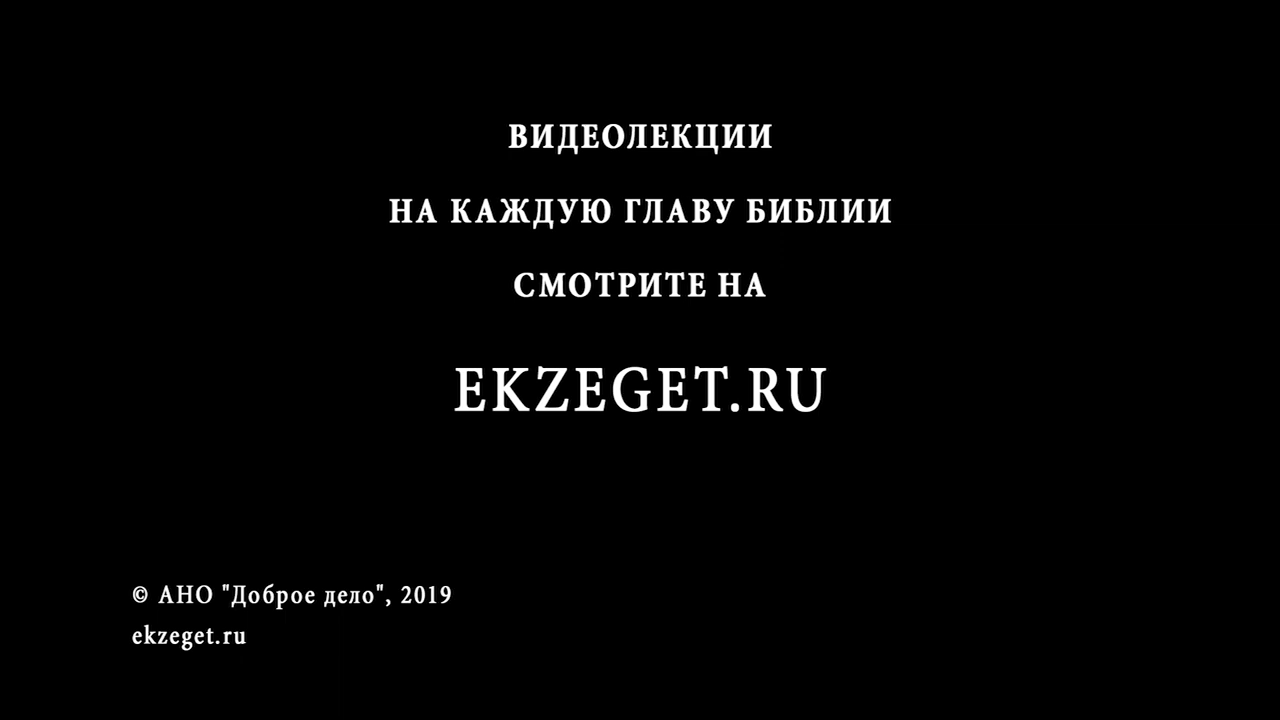 ВИДЕОЛЕКЦИИ
НА КАЖДУЮ ГЛАВУ БИБЛИИ
СМОТРИТЕ НА
EKZEGET.RU
© АНО "Доброе дело", 2019
ekzeget.ru